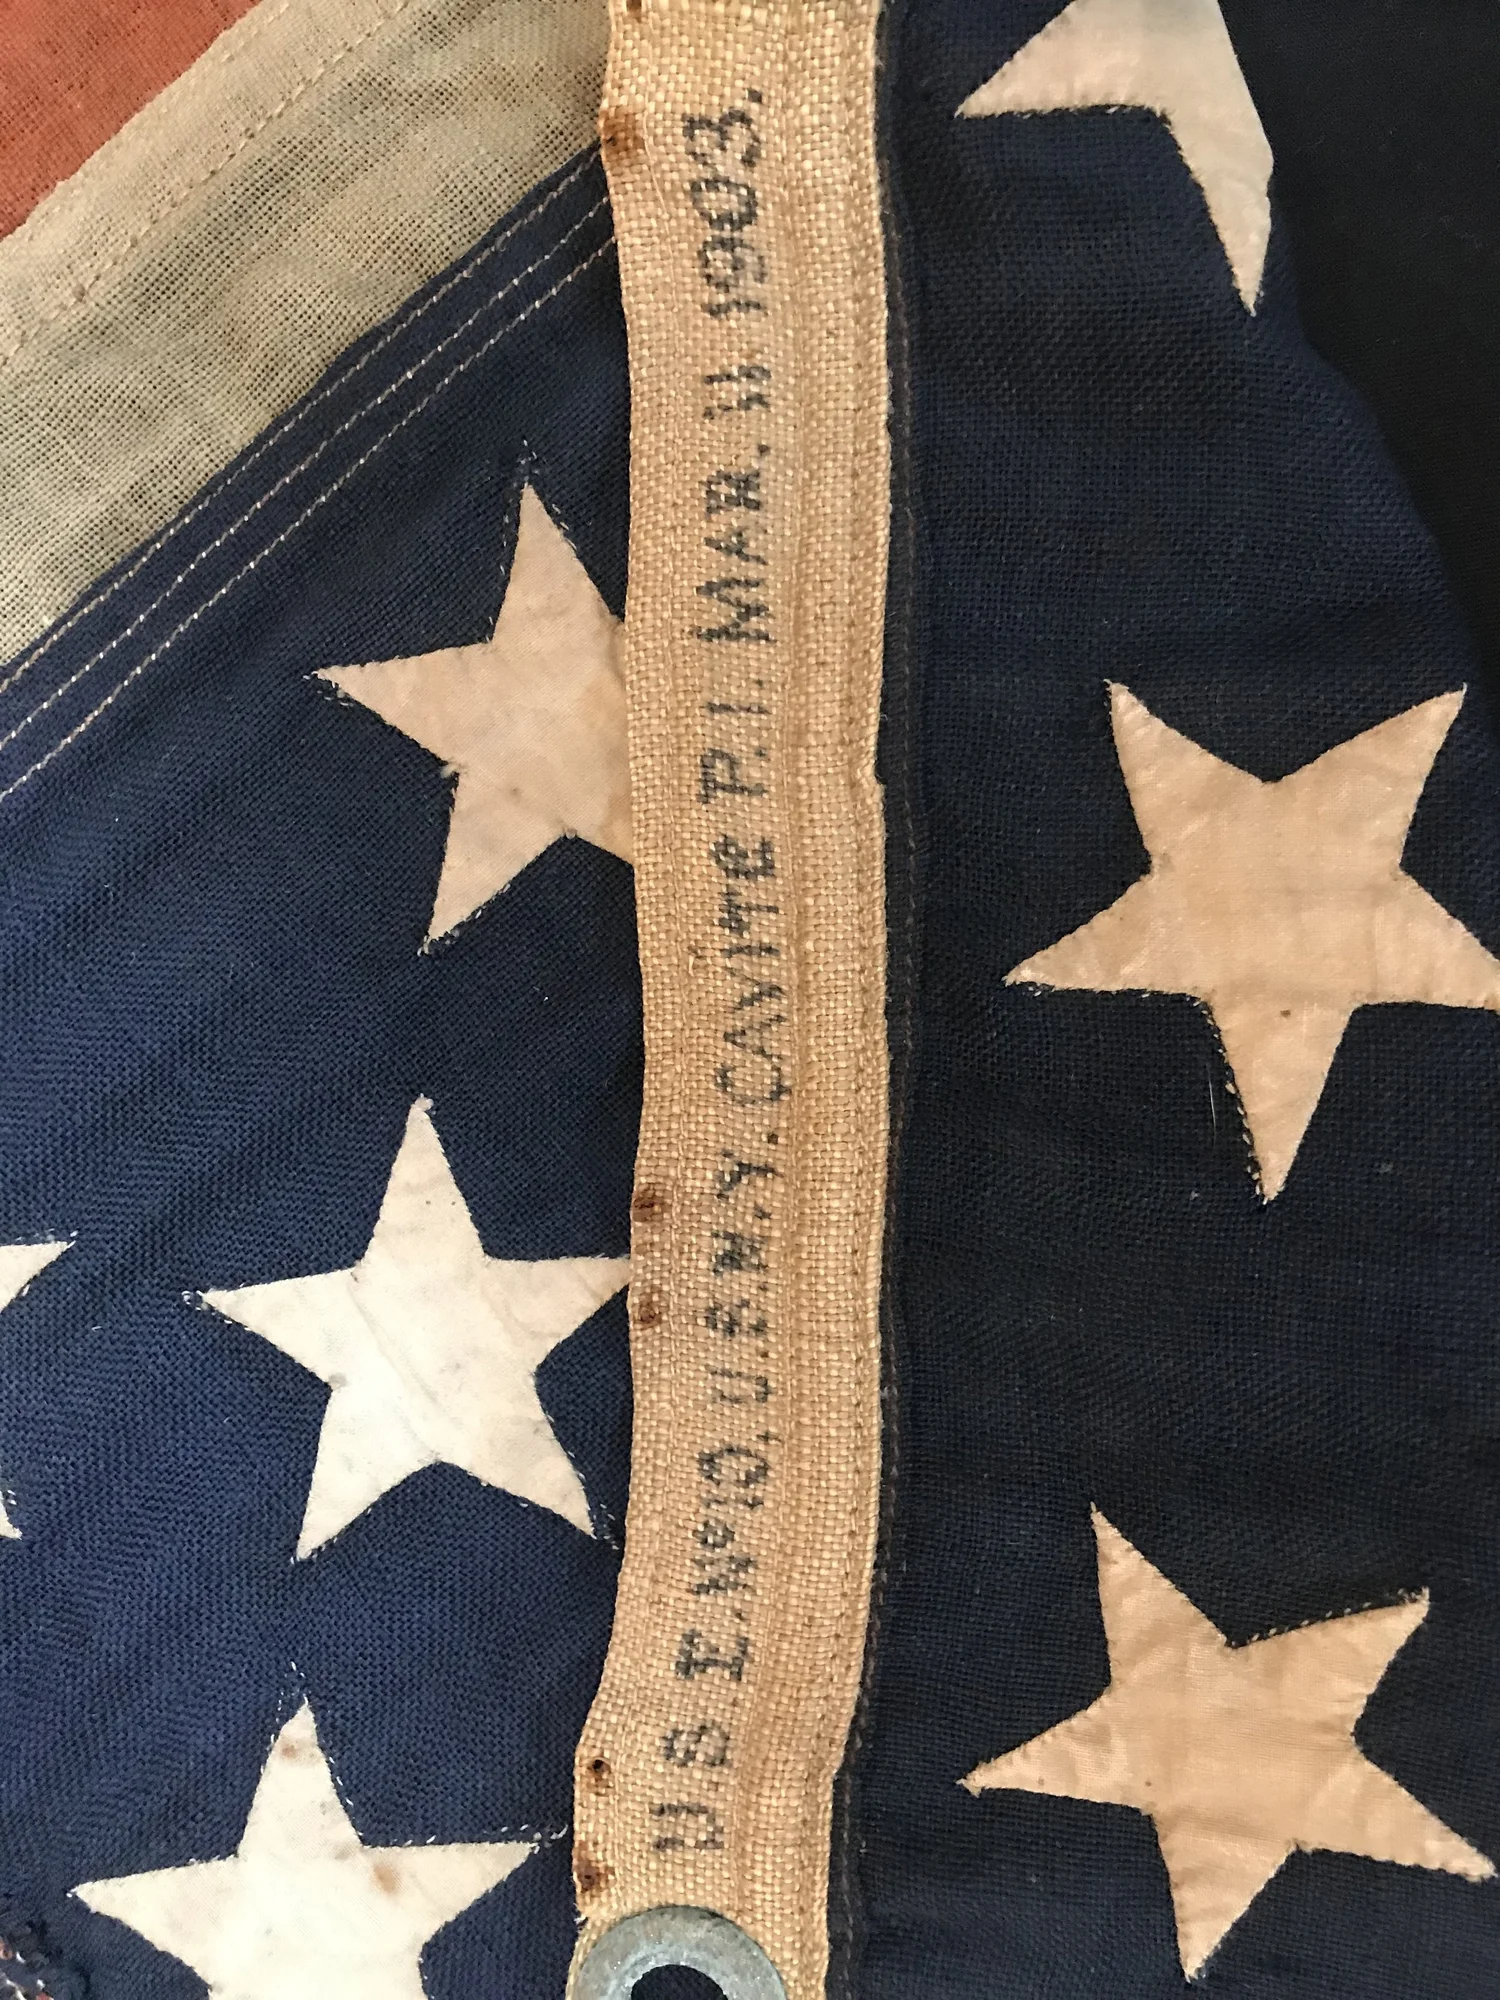 U S E. Nº 10, U.S.N.Y. CAVITE P.I. MAR. 11 1903.